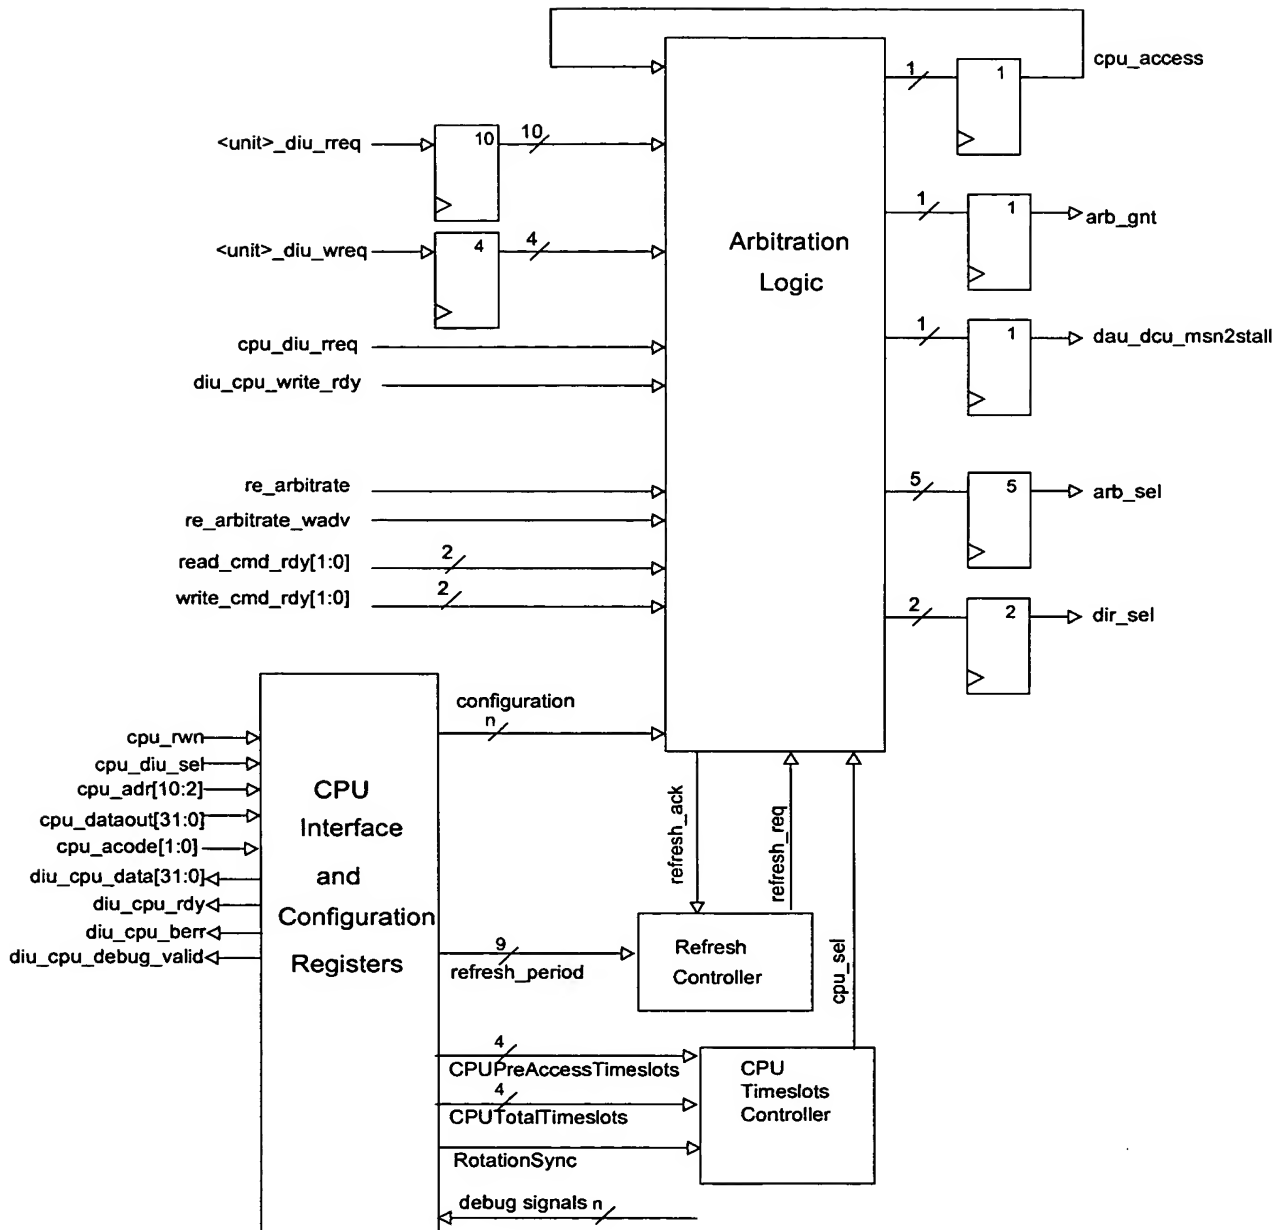 cpu_access
1
1
<unit>_diu_rreq
10
10
<unit>_diu_wreq
4
4
Arbitration
Logic
1
1
arb_gnt
cpu_diu_rreq
diu_cpu_write_rdy
1
1
dau_dcu_msn2stall
re_arbitrate
re_arbitrate_wadv
read_cmd_rdy[1:0]
2
write_cmd_rdy[1:0]
2
5
5
arb_sel
2
2
dir_sel
configuration
n
cpu_rwn
cpu_diu_sel
cpu_adr[10:2]
cpu_dataout[31:0]
cpu_acode[1:0]
diu_cpu_data[31:0]
diu_cpu_rdy
diu_cpu_berr
diu_cpu_debug_valid
CPU
Interface
and
Configuration
Registers
refresh_ack
refresh_req
cpu_sel
9
refresh_period
Refresh
Controller
4
CPUPreAccessTimeslots
4
CPUTotalTimeslots
RotationSync
CPU
Timeslots
Controller
debug signals n